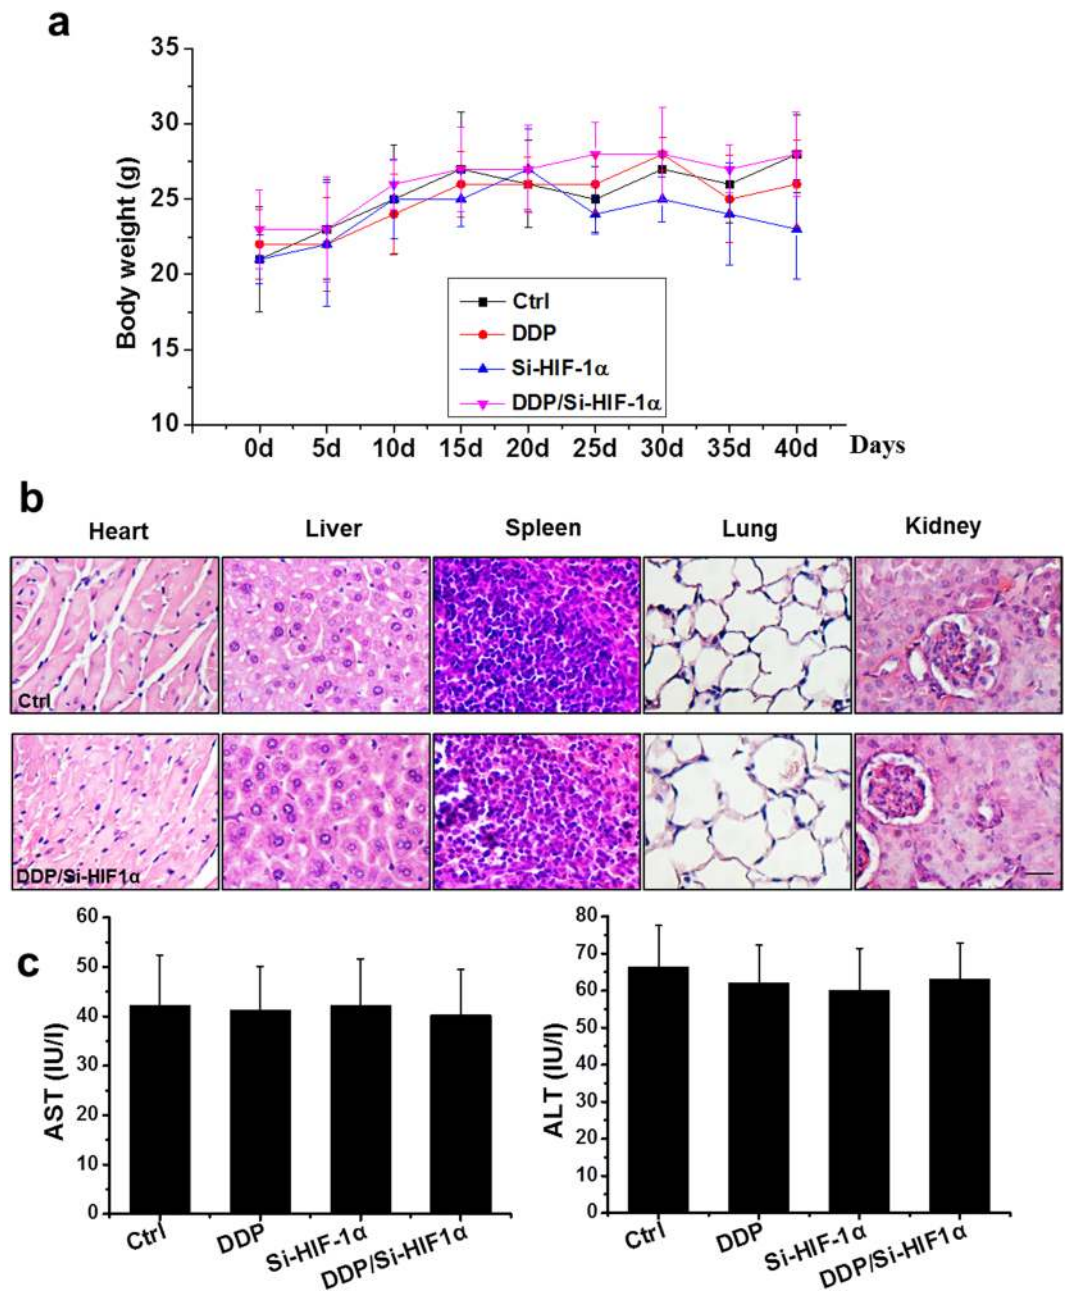 a
35
30
25
20
15
10
Body weight (g)
Ctrl
DDP
Si-HIF-1α
DDP/Si-HIF-1α
0d 5d 10d 15d 20d 25d 30d 35d 40d Days
b
Heart Liver Spleen Lung Kidney
Ctrl
DDP/Si-HIF1α
c
60
50
40
30
20
10
0
AST (IU/l)
Ctrl DDP Si-HIF-1α DDP/Si-HIF1α
80
70
60
50
40
30
20
10
0
ALT (IU/l)
Ctrl DDP Si-HIF-1α DDP/Si-HIF1α